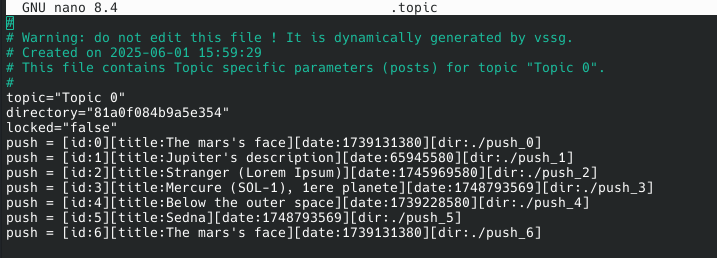 GNU nano 8.4 .topic
#
# Warning: do not edit this file ! It is dynamically generated by vssg.
# Created on 2025-06-01 15:59:29
# This file contains Topic specific parameters (posts) for topic "Topic 0".
#
topic="Topic 0"
directory="81a0f084b9a5e354"
locked="false"
push = [id:0][title:The mars's face][date:1739131380][dir:./push_0]
push = [id:1][title:Jupiter's description][date:65945580][dir:./push_1]
push = [id:2][title:Stranger (Lorem Ipsum)][date:1745969580][dir:./push_2]
push = [id:3][title:Mercure (SOL-1), 1ere planete][date:1748793569][dir:./push_3]
push = [id:4][title:Below the outer space][date:1739228580][dir:./push_4]
push = [id:5][title:Sedna][date:1748793569][dir:./push_5]
push = [id:6][title:The mars's face][date:1739131380][dir:./push_6]